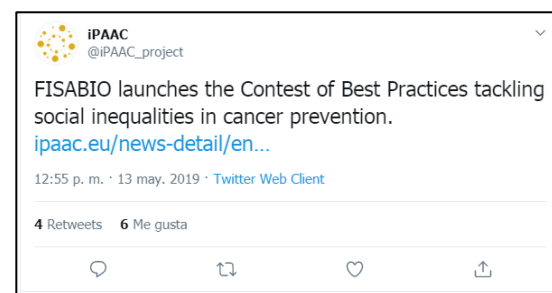 iPAAC
@iPAAC_project
FISABIO launches the Contest of Best Practices tackling
social inequalities in cancer prevention.
ipaac.eu/news-detail/en...
12:55 p. m. · 13 may. 2019 · Twitter Web Client
4 Retweets 6 Me gusta